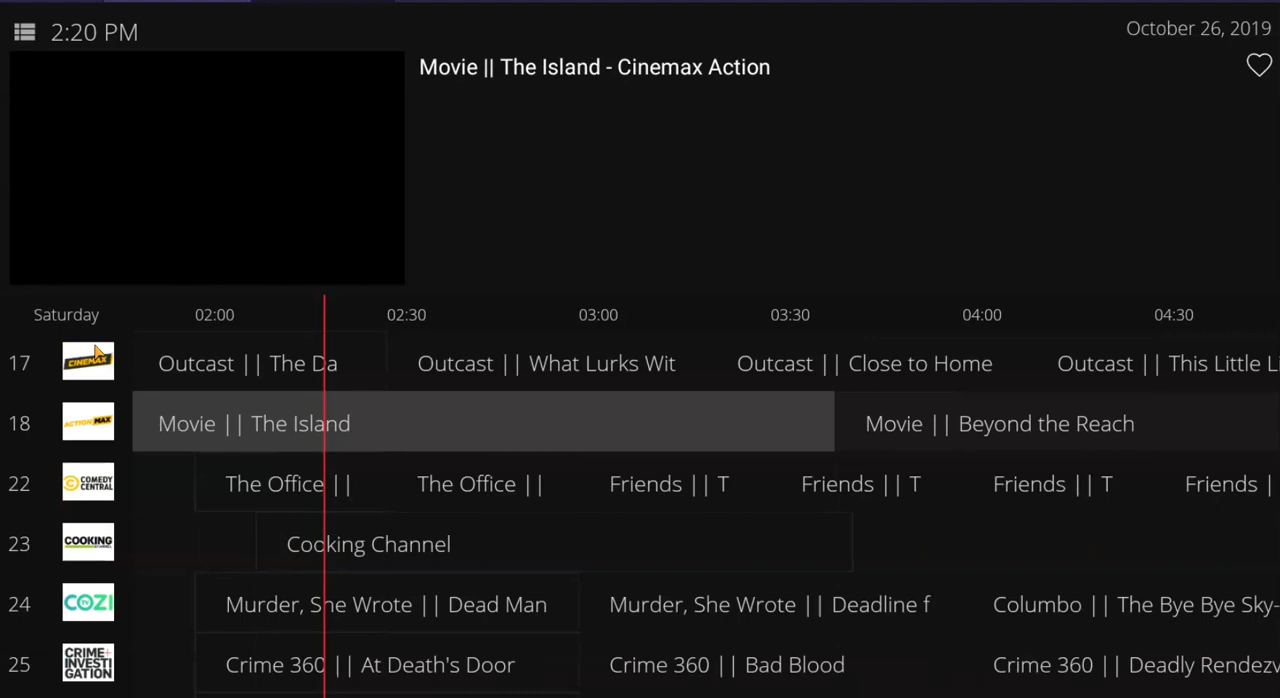 2:20 PM
October 26, 2019
Movie || The Island - Cinemax Action
Saturday 02:00 02:30 03:00 03:30 04:00 04:30
17 CINEMAX Outcast || The Da Outcast || What Lurks Wit Outcast || Close to Home Outcast || This Little Li
18 ACTIONMAX Movie || The Island Movie || Beyond the Reach
22 COMEDY CENTRAL The Office || The Office || Friends || T Friends || T Friends || T Friends |
23 COOKING CHANNEL Cooking Channel
24 COZI TV Murder, She Wrote || Dead Man Murder, She Wrote || Deadline f Columbo || The Bye Bye Sky-
25 CRIME+ INVESTIGATION Crime 360 || At Death's Door Crime 360 || Bad Blood Crime 360 || Deadly Rendezv